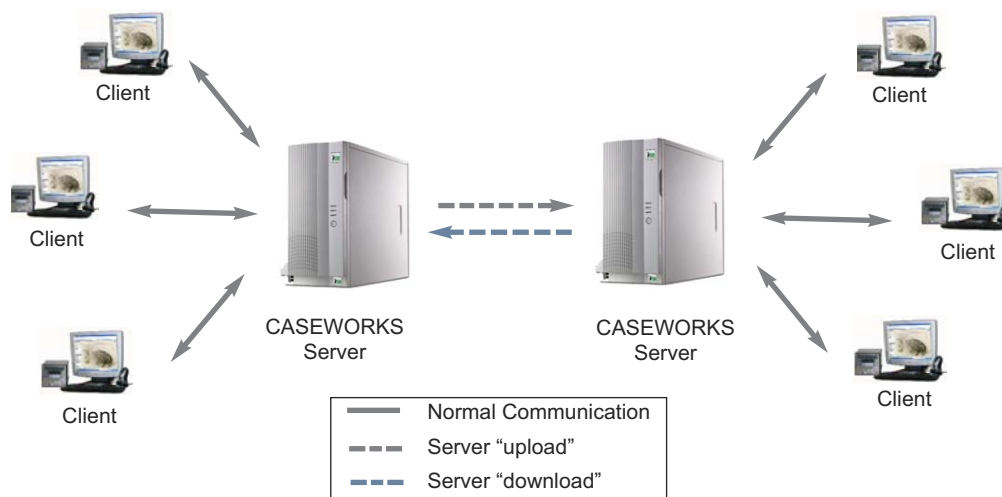 Client
Client
Client
Client
Client
Client
CASEWORKS
Server
CASEWORKS
Server
Normal Communication
Server “upload”
Server “download”